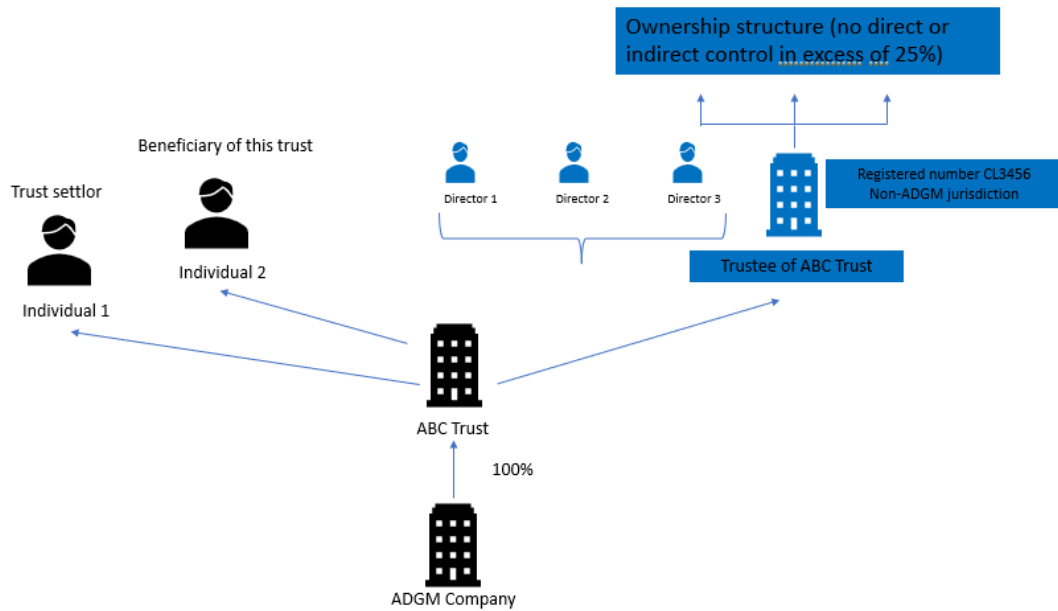 Ownership structure (no direct or
indirect control in excess of 25%)
Beneficiary of this trust
Trust settlor
Director 1
Director 2
Director 3
Registered number CL3456
Non-ADGM jurisdiction
Individual 2
Trustee of ABC Trust
Individual 1
ABC Trust
100%
ADGM Company